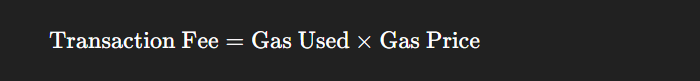 Transaction Fee = Gas Used × Gas Price